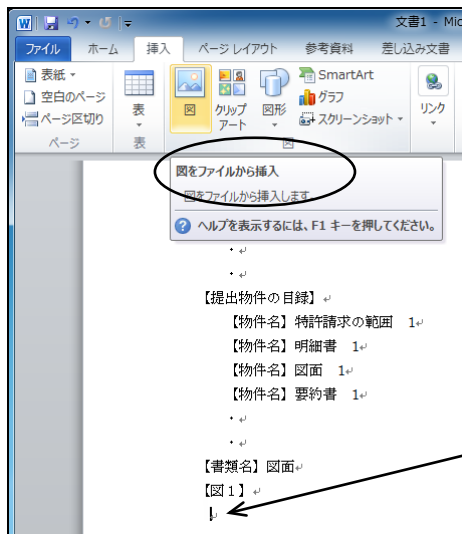 文書1 - Mic
ファイル ホーム 挿入 ページ レイアウト 参考資料 差し込み文書
表紙
空白のページ
ページ区切り
ページ
表
表
図
クリップ
アート
図形
SmartArt
グラフ
スクリーンショット
図
リンク
図をファイルから挿入
図をファイルから挿入します。
ヘルプを表示するには、F1 キーを押してください。
・
・
【提出物件の目録】
【物件名】特許請求の範囲 1
【物件名】明細書 1
【物件名】図面 1
【物件名】要約書 1
・
・
【書類名】図面
【図1】